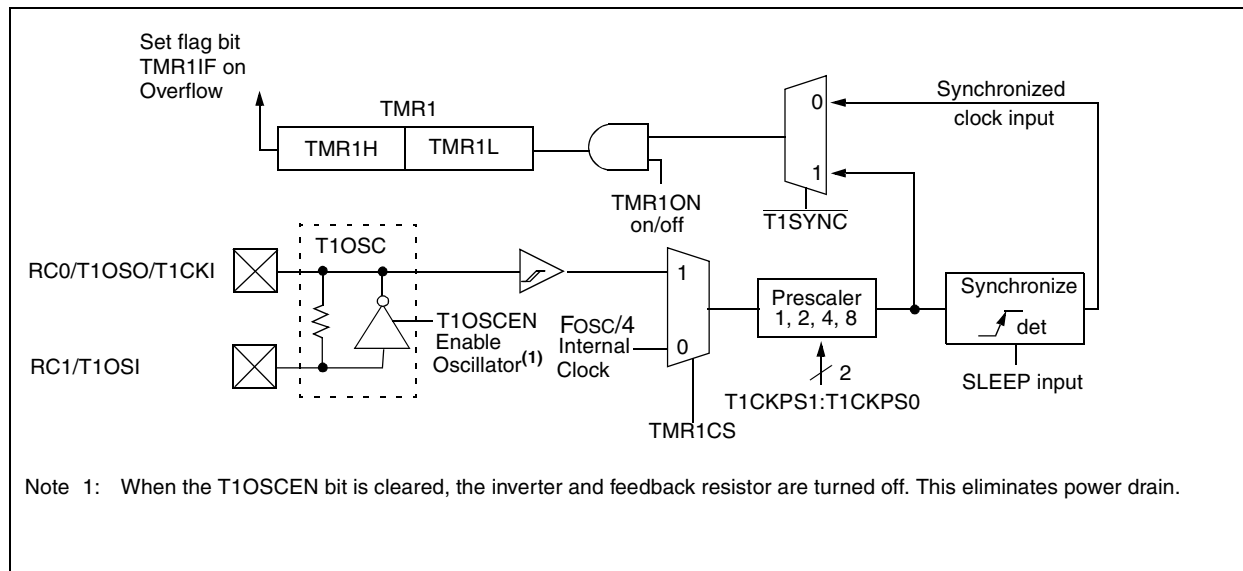 Set flag bit
TMR1IF on
Overflow
TMR1
TMR1H
TMR1L
TMR1ON
on/off
0
1
T1SYNC
Synchronized
clock input
T1OSC
RC0/T1OSO/T1CKI
RC1/T1OSI
T1OSCEN
Enable
Oscillator(1)
FOSC/4
Internal
Clock
1
0
TMR1CS
Prescaler
1, 2, 4, 8
2
T1CKPS1:T1CKPS0
Synchronize
det
SLEEP input
Note 1: When the T1OSCEN bit is cleared, the inverter and feedback resistor are turned off. This eliminates power drain.